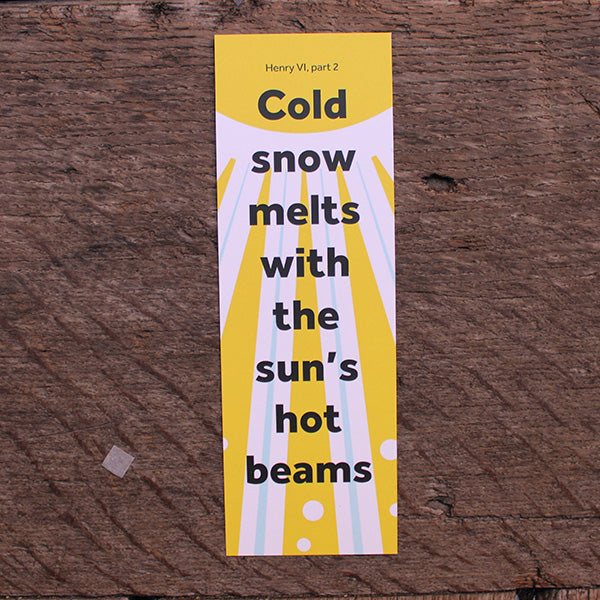 Henry VI, part 2
Cold
snow
melts
with
the
sun's
hot
beams